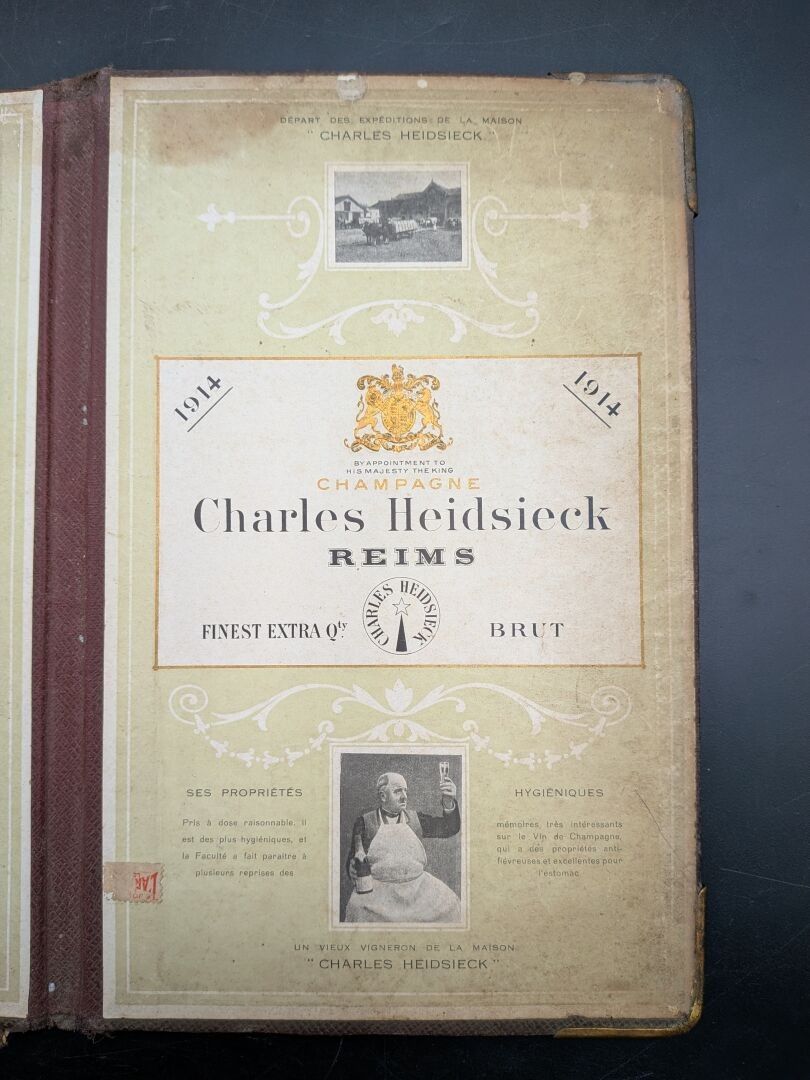 DÉPART DES EXPÉDITIONS DE LA MAISON
"CHARLES HEIDSIECK"
1914
1914
BY APPOINTMENT TO
HIS MAJESTY THE KING
CHAMPAGNE
Charles Heidsieck
REIMS
CHARLES HEIDSIECK
FINEST EXTRA Qty
BRUT
SES PROPRIÉTÉS
Pris à dose raisonnable, il
est des plus hygiéniques, et
la Faculté a fait paraître à
plusieurs reprises des
HYGIÉNIQUES
mémoires très intéressants
sur le Vin de Champagne,
qui a des propriétés anti-
fiévreuses et excellentes pour
l'estomac.
UN VIEUX VIGNERON DE LA MAISON
"CHARLES HEIDSIECK"